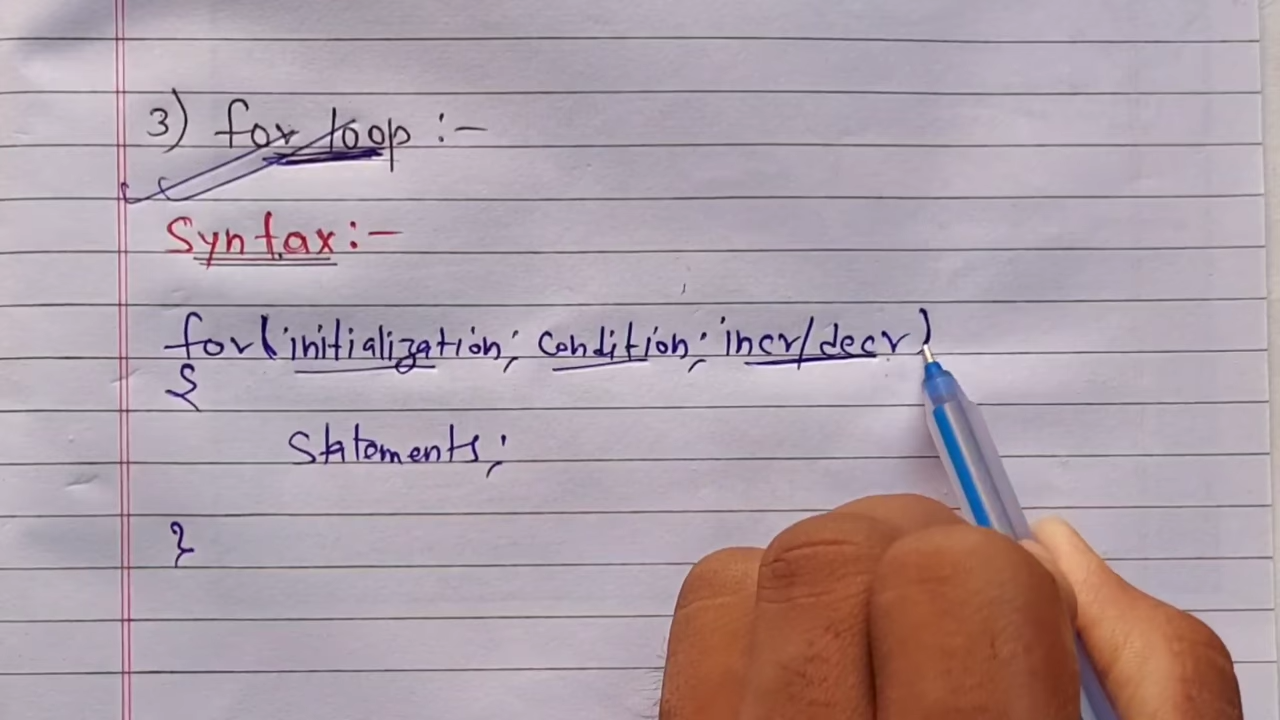 3) for loop :-
Syntax:-
for(initialization; condition; incr/decr)
{
statements;
}